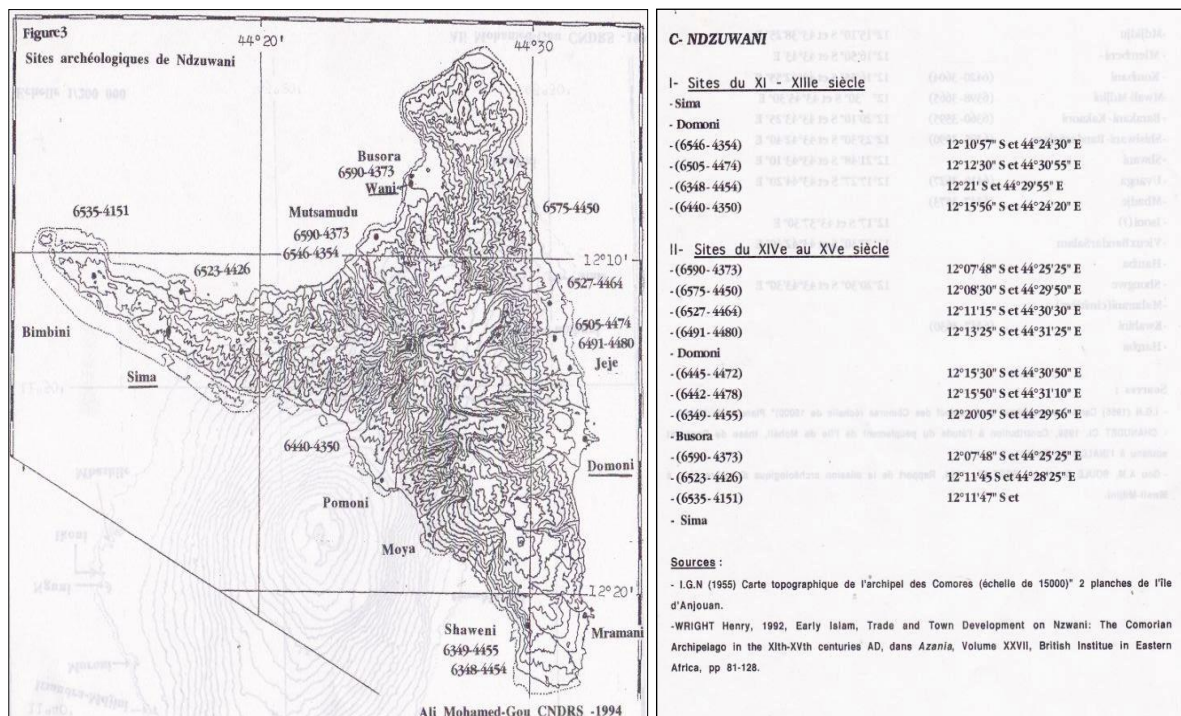 Figure3
44°20'
44°30
Sites archéologiques de Ndzuwani
Busora
6590-4373
Wani
6535-4151
6575-4450
Mutsamudu
6590-4373
6546-4354
12°10'
6523-4426
6527-4464
6505-4474
6491-4480
Bimbini
Jeje
Sima
6440-4350
Domoni
Pomoni
Moya
12°20'
Mramani
Shaweni
6349-4455
6348-4454
Ali Mohamed-Gou CNDRS -1994
C- NDZUWANI
I- Sites du XI - XIIIe siècle
- Sima
- Domoni
- (6546-4354) 12°10'57" S et 44°24'30" E
- (6505-4474) 12°12'30" S et 44°30'55" E
- (6348-4454) 12°21' S et 44°29'55" E
- (6440-4350) 12°15'56" S et 44°24'20" E
II- Sites du XIVe au XVe siècle
- (6590-4373) 12°07'48" S et 44°25'25" E
- (6575-4450) 12°08'30" S et 44°29'50" E
- (6527-4464) 12°11'15" S et 44°30'30" E
- (6491-4480) 12°13'25" S et 44°31'25" E
- Domoni
- (6445-4472) 12°15'30" S et 44°30'50" E
- (6442-4478) 12°15'50" S et 44°31'10" E
- (6349-4455) 12°20'05" S et 44°29'56" E
- Busora
- (6590-4373) 12°07'48" S et 44°25'25" E
- (6523-4426) 12°11'45 S et 44°28'25" E
- (6535-4151) 12°11'47" S et
- Sima
Sources :
- I.G.N (1955) Carte topographique de l'archipel des Comores (échelle de 15000)" 2 planches de l'île
d'Anjouan.
-WRIGHT Henry, 1992, Early Islam, Trade and Town Development on Nzwani: The Comorian
Archipelago in the XIth-XVth centuries AD, dans Azania, Volume XXVII, British Institue in Eastern
Africa, pp 81-128.